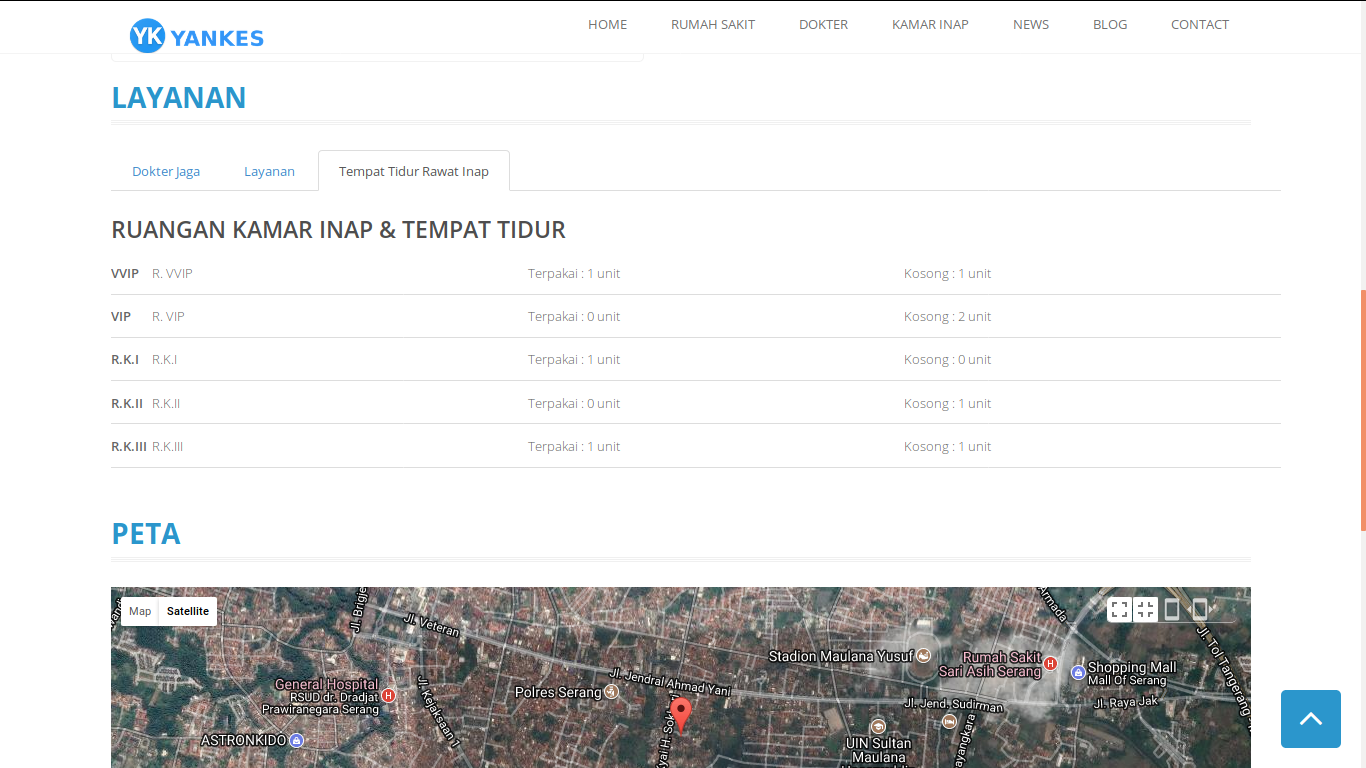 YK YANKES
HOME RUMAH SAKIT DOKTER KAMAR INAP NEWS BLOG CONTACT
LAYANAN
Dokter Jaga Layanan Tempat Tidur Rawat Inap
RUANGAN KAMAR INAP & TEMPAT TIDUR
VVIP R. VVIP Terpakai : 1 unit Kosong : 1 unit
VIP R. VIP Terpakai : 0 unit Kosong : 2 unit
R.K.I R.K.I Terpakai : 1 unit Kosong : 0 unit
R.K.II R.K.II Terpakai : 0 unit Kosong : 1 unit
R.K.III R.K.III Terpakai : 1 unit Kosong : 1 unit
PETA
Map Satellite
Jl. Veteran
Armada
Stadion Maulana Yusuf
Rumah Sakit
Sari Asih Serang
Shopping Mall
Mall Of Serang
Jl. Tol Tangerang
General Hospital
RSUD dr. Dradjat
Prawiranegara Serang
Jl. Kejaksaan 1
Polres Serang
Jl. Jendral Ahmad Yani
Jl. Jend. Sudirman
Jl. Raya Jak
ASTRONKIDO
UIN Sultan
Maulana